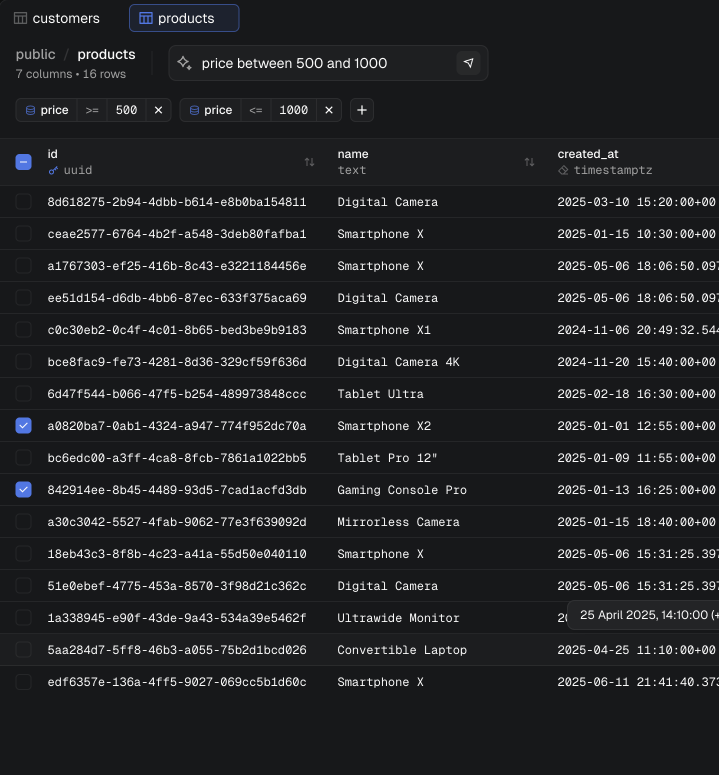 customers products
public / products
7 columns • 16 rows
price between 500 and 1000
price >= 500 × price <= 1000 × +
id name created_at
uuid text timestamptz
8d618275-2b94-4dbb-b614-e8b0ba154811 Digital Camera 2025-03-10 15:20:00+00
ceae2577-6764-4b2f-a548-3deb80fafba1 Smartphone X 2025-01-15 10:30:00+00
a1767303-ef25-416b-8c43-e3221184456e Smartphone X 2025-05-06 18:06:50.097
ee51d154-d6db-4bb6-87ec-633f375aca69 Digital Camera 2025-05-06 18:06:50.097
c0c30eb2-0c4f-4c01-8b65-bed3be9b9183 Smartphone X1 2024-11-06 20:49:32.544
bce8fac9-fe73-4281-8d36-329cf59f636d Digital Camera 4K 2024-11-20 15:40:00+00
6d47f544-b066-47f5-b254-489973848ccc Tablet Ultra 2025-02-18 16:30:00+00
a0820ba7-0ab1-4324-a947-774f952dc70a Smartphone X2 2025-01-01 12:55:00+00
bc6edc00-a3ff-4ca8-8fcb-7861a1022bb5 Tablet Pro 12" 2025-01-09 11:55:00+00
842914ee-8b45-4489-93d5-7cad1acfd3db Gaming Console Pro 2025-01-13 16:25:00+00
a30c3042-5527-4fab-9062-77e3f639092d Mirrorless Camera 2025-01-15 18:40:00+00
18eb43c3-8f8b-4c23-a41a-55d50e040110 Smartphone X 2025-05-06 15:31:25.397
51e0ebef-4775-453a-8570-3f98d21c362c Digital Camera 2025-05-06 15:31:25.397
1a338945-e90f-43de-9a43-534a39e5462f Ultrawide Monitor
25 April 2025, 14:10:00 (+
5aa284d7-5ff8-46b3-a055-75b2d1bcd026 Convertible Laptop 2025-04-25 11:10:00+00
edf6357e-136a-4ff5-9027-069cc5b1d60c Smartphone X 2025-06-11 21:41:40.373